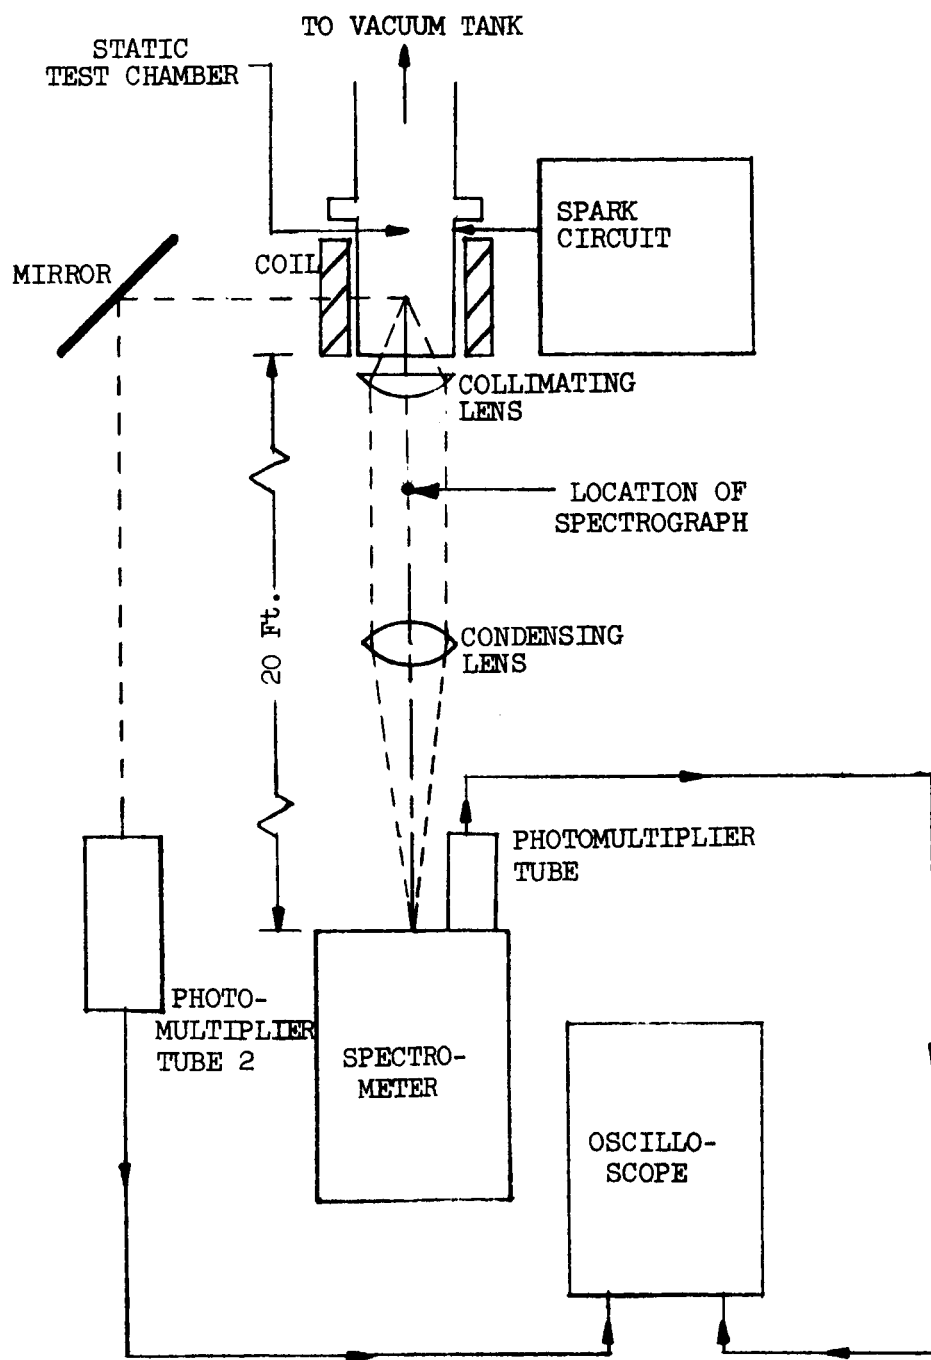 TO VACUUM TANK
STATIC
TEST CHAMBER
SPARK
CIRCUIT
COIL
MIRROR
COLLIMATING
LENS
LOCATION OF
SPECTROGRAPH
20 Ft.
CONDENSING
LENS
PHOTOMULTIPLIER
TUBE
PHOTO-
MULTIPLIER
TUBE 2
SPECTRO-
METER
OSCILLO-
SCOPE